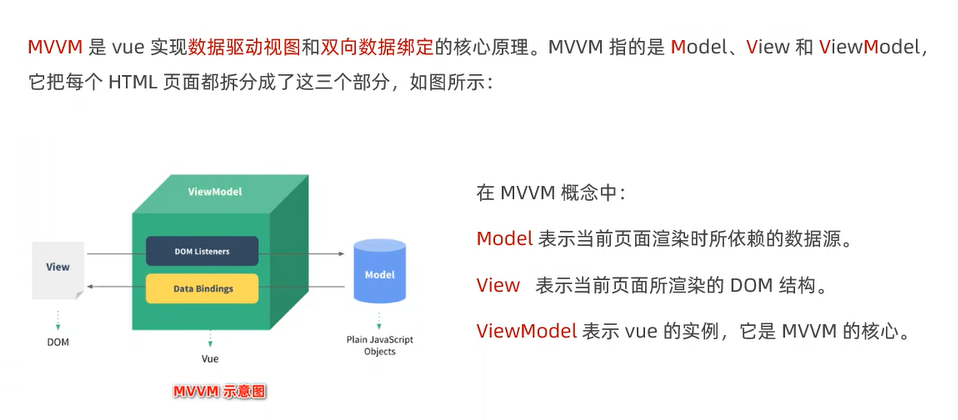 MVVM 是 vue 实现数据驱动视图和双向数据绑定的核心原理。MVVM 指的是 Model、View 和 ViewModel，
它把每个 HTML 页面都拆分成了这三个部分，如图所示：
ViewModel
DOM Listeners
View
Data Bindings
Model
DOM
Vue
Plain JavaScript
Objects
MVVM 示意图
在 MVVM 概念中：
Model 表示当前页面渲染时所依赖的数据源。
View 表示当前页面所渲染的 DOM 结构。
ViewModel 表示 vue 的实例，它是 MVVM 的核心。